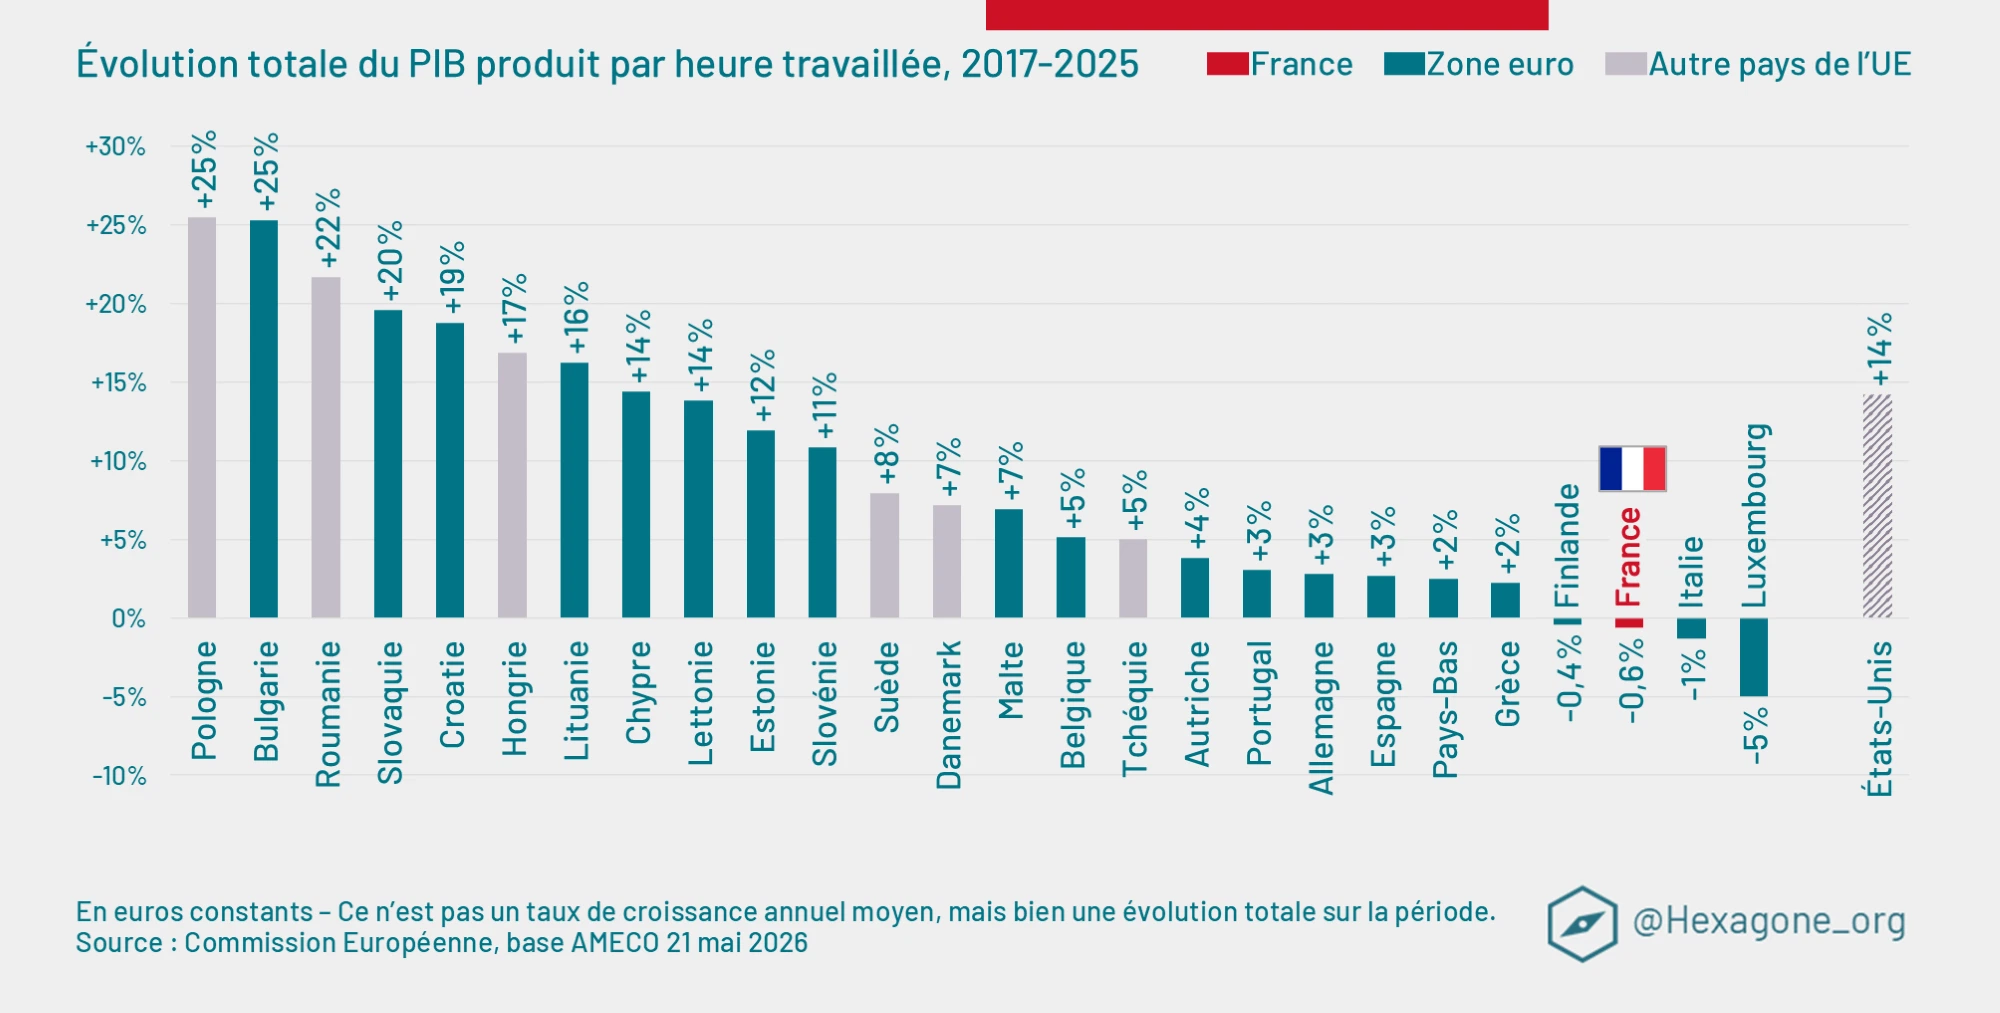 Évolution totale du PIB produit par heure travaillée, 2017-2025
France
Zone euro
Autre pays de l'UE
+30%
+25%
+20%
+15%
+10%
+5%
0%
-5%
-10%
+25%
+25%
+22%
+20%
+19%
+17%
+16%
+14%
+14%
+12%
+11%
+8%
+7%
+7%
+5%
+5%
+4%
+3%
+3%
+3%
+2%
+2%
-0,4%
-0,6%
-1%
-5%
+14%
Pologne
Bulgarie
Roumanie
Slovaquie
Croatie
Hongrie
Lituanie
Chypre
Lettonie
Estonie
Slovénie
Suède
Danemark
Malte
Belgique
Tchéquie
Autriche
Portugal
Allemagne
Espagne
Pays-Bas
Grèce
Finlande
France
Italie
Luxembourg
États-Unis
En euros constants – Ce n'est pas un taux de croissance annuel moyen, mais bien une évolution totale sur la période.
Source : Commission Européenne, base AMECO 21 mai 2026
@Hexagone_org